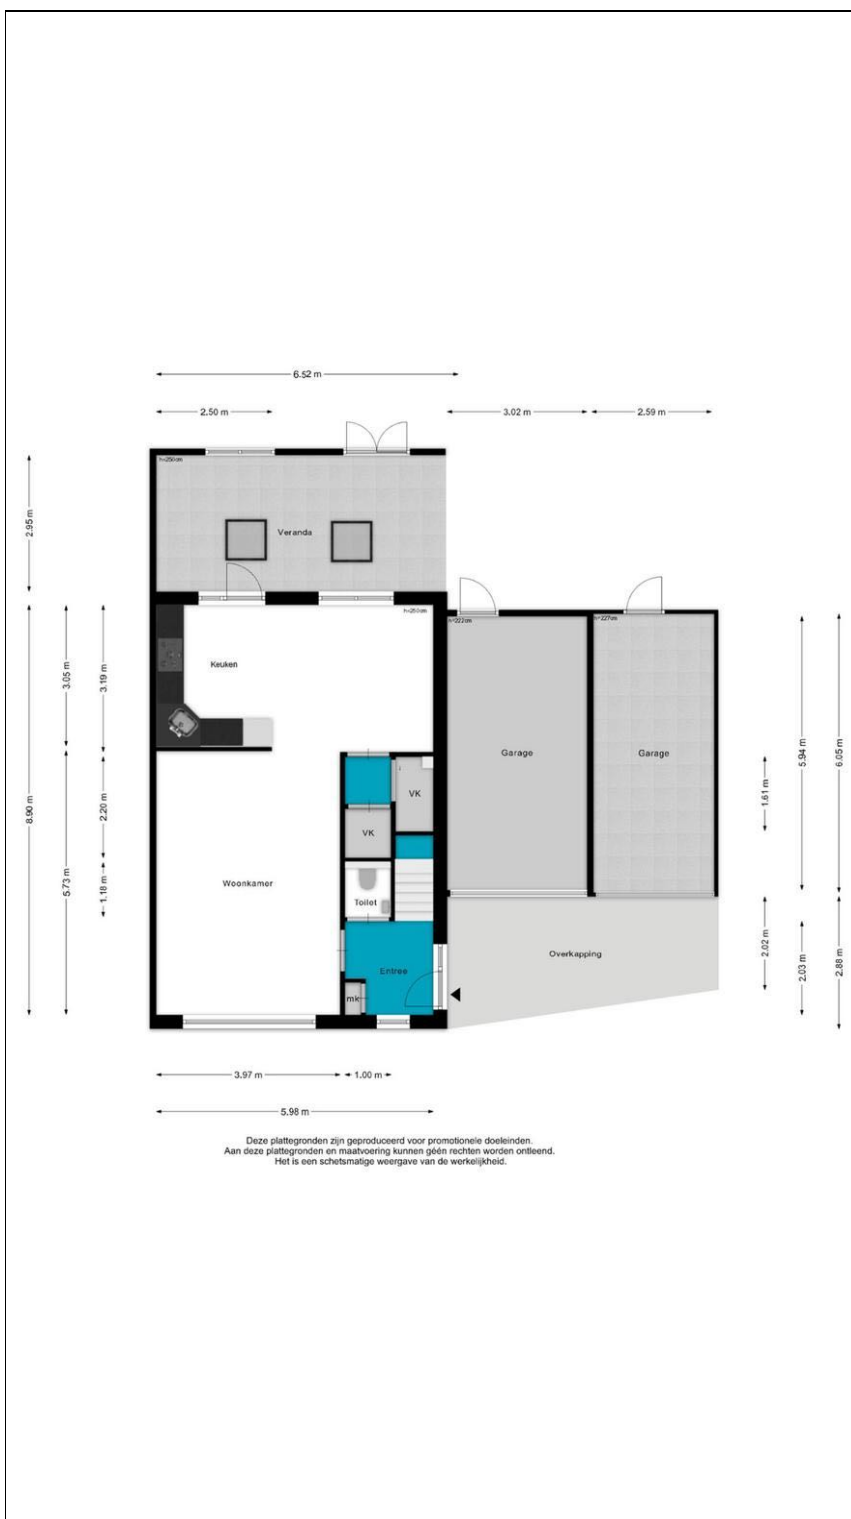 6.52 m
2.50 m
3.02 m
2.59 m
h=250cm
2.95 m
Veranda
h=250cm
h=222cm
h=227cm
Keuken
3.05 m
3.19 m
Garage
Garage
5.94 m
6.05 m
VK
1.61 m
8.90 m
2.20 m
VK
5.73 m
1.18 m
Woonkamer
Toilet
Overkapping
2.02 m
2.03 m
2.88 m
Entree
mk
3.97 m
1.00 m
5.98 m
Deze plattegronden zijn geproduceerd voor promotionele doeleinden.
Aan deze plattegronden en maatvoering kunnen géén rechten worden ontleend.
Het is een schetsmatige weergave van de werkelijkheid.